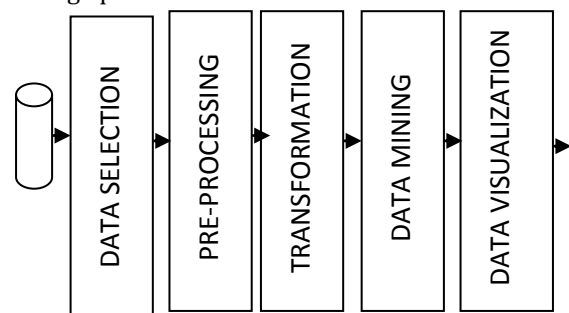 DATA SELECTION
PRE-PROCESSING
TRANSFORMATION
DATA MINING
DATA VISUALIZATION